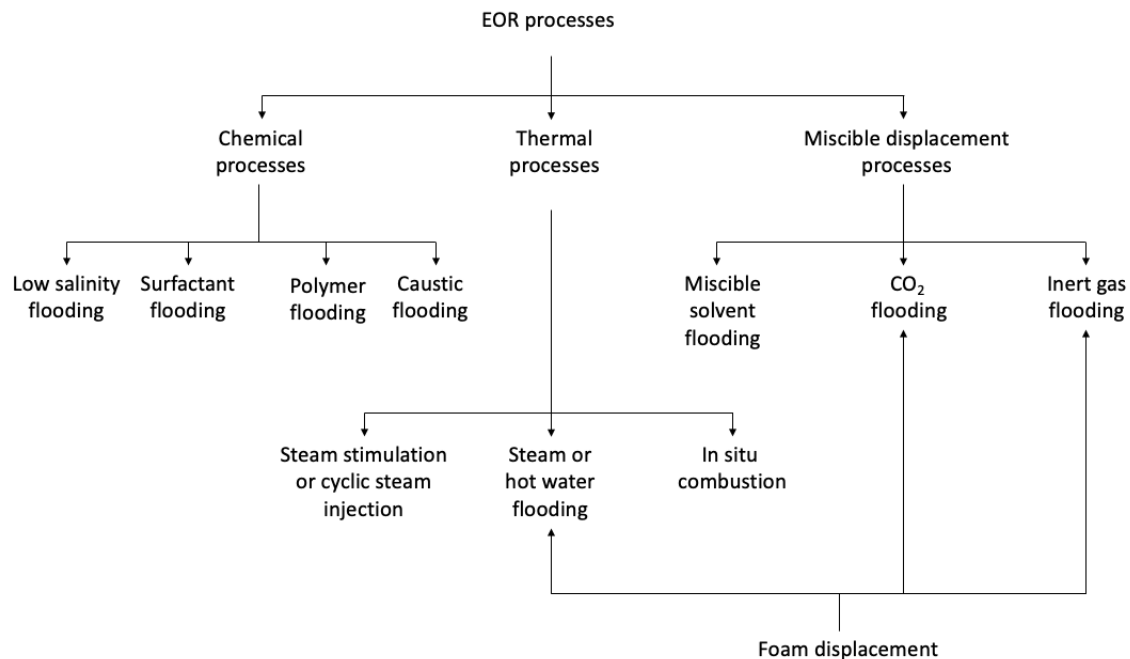 EOR processes
Chemical
processes
Thermal
processes
Miscible displacement
processes
Low salinity
flooding
Surfactant
flooding
Polymer
flooding
Caustic
flooding
Miscible
solvent
flooding
CO₂
flooding
Inert gas
flooding
Steam stimulation
or cyclic steam
injection
Steam or
hot water
flooding
In situ
combustion
Foam displacement